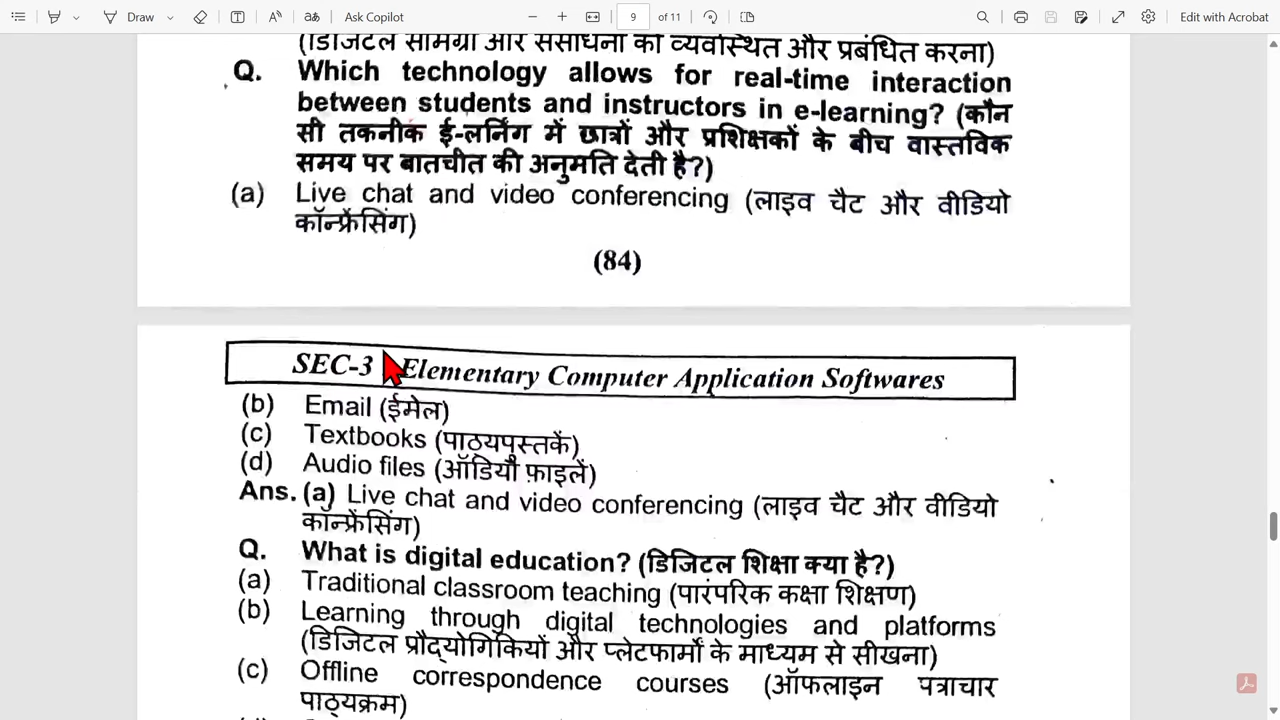 Draw
Ask Copilot
9 of 11
Edit with Acrobat
(डिजिटल सामग्री और संसाधनों को व्यवस्थित और प्रबंधित करना)
Q. Which technology allows for real-time interaction
between students and instructors in e-learning? (कौन
सी तकनीक ई-लर्निंग में छात्रों और प्रशिक्षकों के बीच वास्तविक
समय पर बातचीत की अनुमति देती है?)
(a) Live chat and video conferencing (लाइव चैट और वीडियो
कॉन्फ्रेंसिंग)
(84)
SEC-3 Elementary Computer Application Softwares
(b) Email (ईमेल)
(c) Textbooks (पाठ्यपुस्तकें)
(d) Audio files (ऑडियो फ़ाइलें)
Ans. (a) Live chat and video conferencing (लाइव चैट और वीडियो
कॉन्फ्रेंसिंग)
Q. What is digital education? (डिजिटल शिक्षा क्या है?)
(a) Traditional classroom teaching (पारंपरिक कक्षा शिक्षण)
(b) Learning through digital technologies and platforms
(डिजिटल प्रौद्योगिकियों और प्लेटफार्मों के माध्यम से सीखना)
(c) Offline correspondence courses (ऑफलाइन पत्राचार
पाठ्यक्रम)